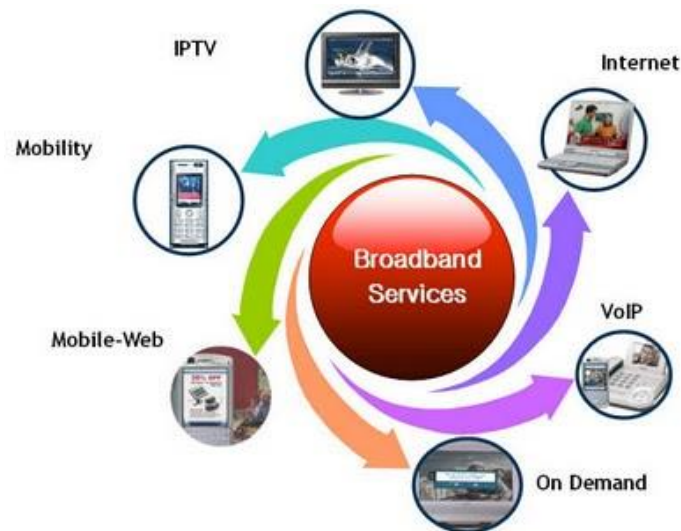 IPTV
Internet
Mobility
Broadband
Services
VoIP
Mobile-Web
On Demand